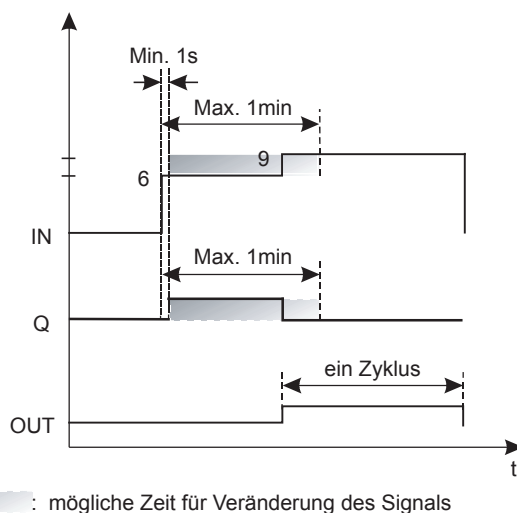 Min. 1s
Max. 1min
9
6
IN
Max. 1min
Q
ein Zyklus
OUT
t
: mögliche Zeit für Veränderung des Signals